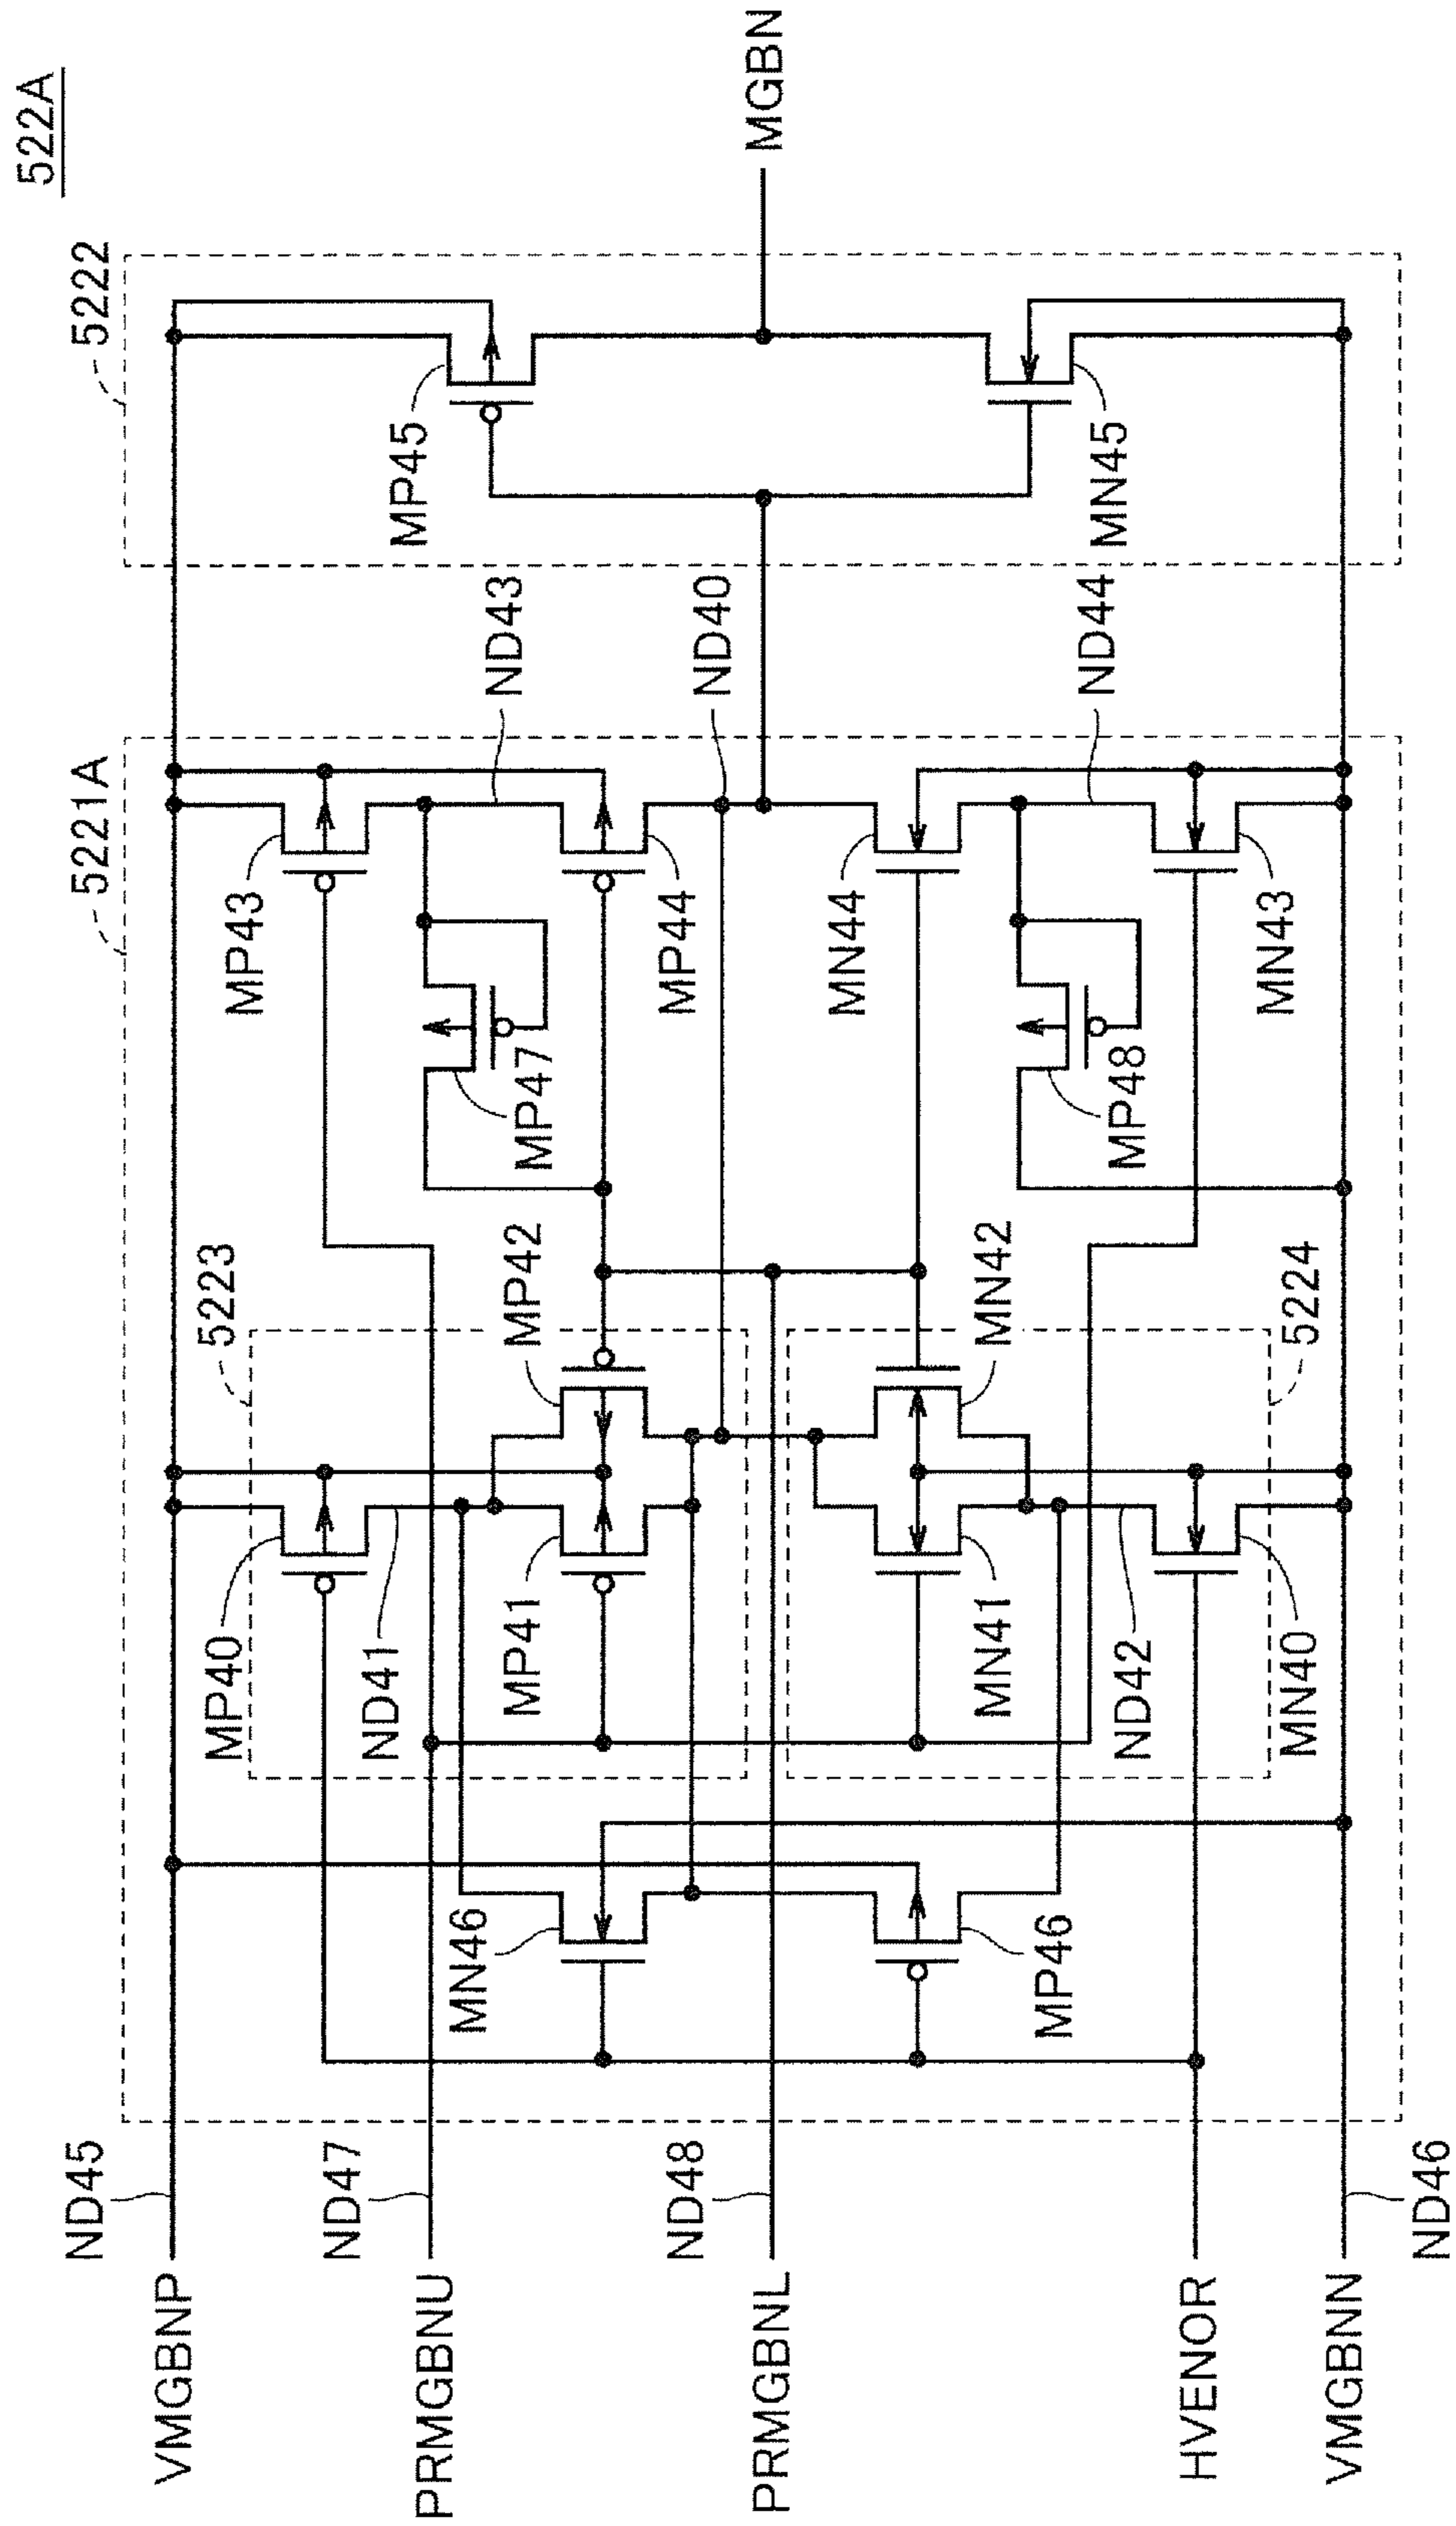 522A
5221A
5222
5223
5224
VMGBNP
ND45
PRMGBNU
ND47
PRMGBNL
ND48
HVENOR
VMGBNN
ND46
MN46
MP46
MP40
ND41
MP41
MP42
MN41
MN42
ND42
MN40
MP43
MP47
MP44
ND43
ND40
MN44
MP48
MN43
ND44
MP45
MN45
MGBN